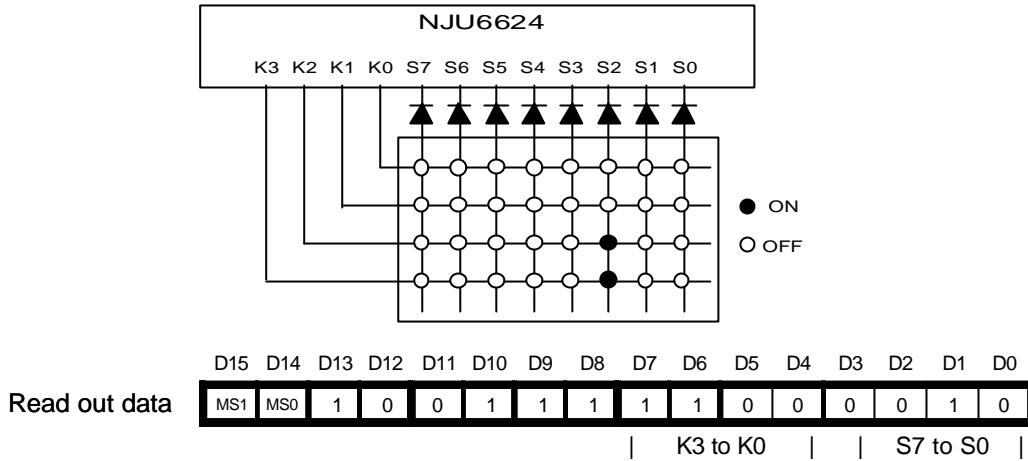 NJU6624
K3 K2 K1 K0 S7 S6 S5 S4 S3 S2 S1 S0
ON
OFF
D15 D14 D13 D12 D11 D10 D9 D8 D7 D6 D5 D4 D3 D2 D1 D0
Read out data MS1 MS0 1 0 0 1 1 1 1 1 0 0 0 0 1 0
| K3 to K0 | | S7 to S0 |